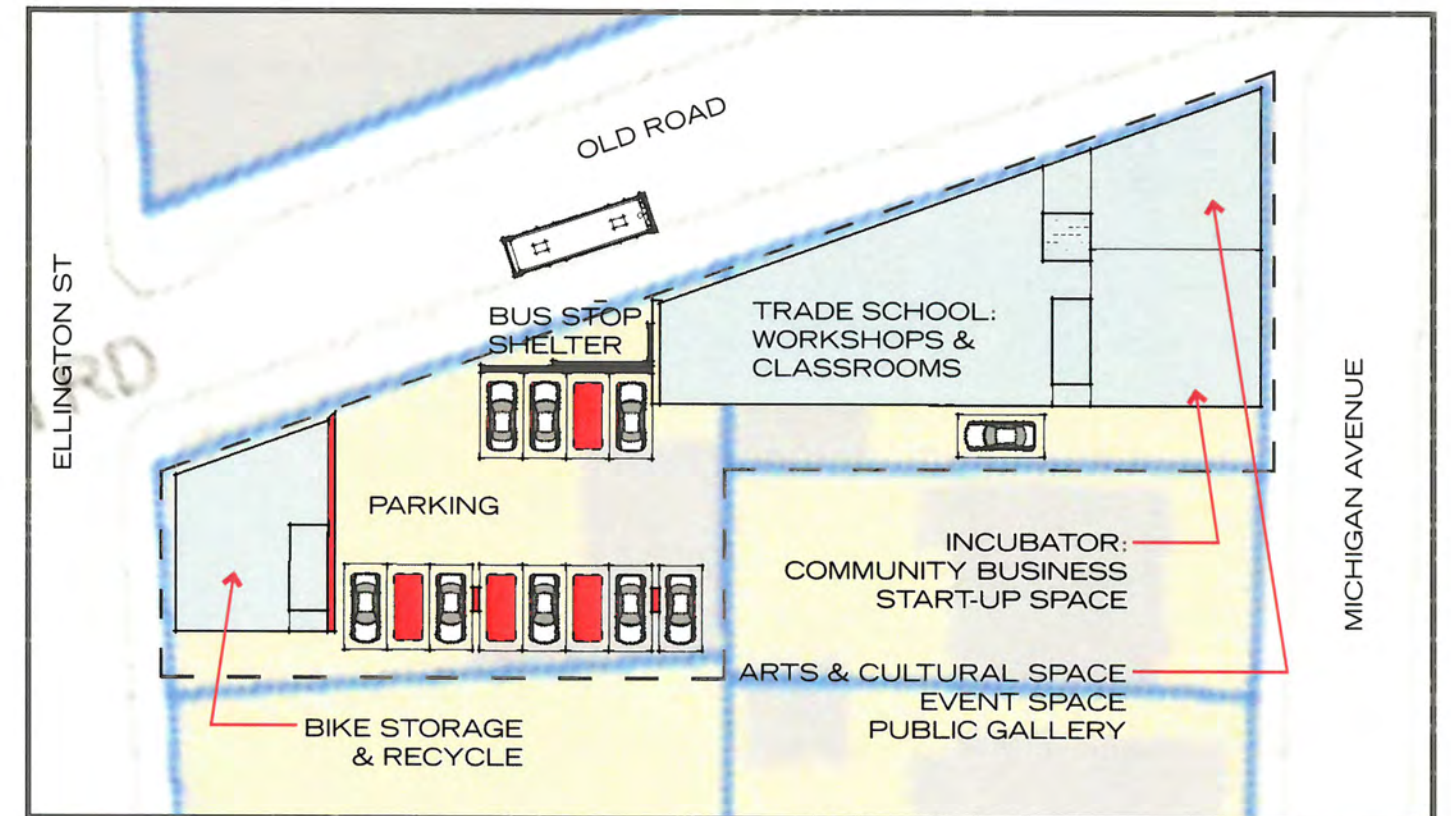 OLD ROAD
ELLINGTON ST
RD
BUS STOP
SHELTER
TRADE SCHOOL:
WORKSHOPS &
CLASSROOMS
MICHIGAN AVENUE
PARKING
INCUBATOR:
COMMUNITY BUSINESS
START-UP SPACE
ARTS & CULTURAL SPACE
EVENT SPACE
PUBLIC GALLERY
BIKE STORAGE
& RECYCLE